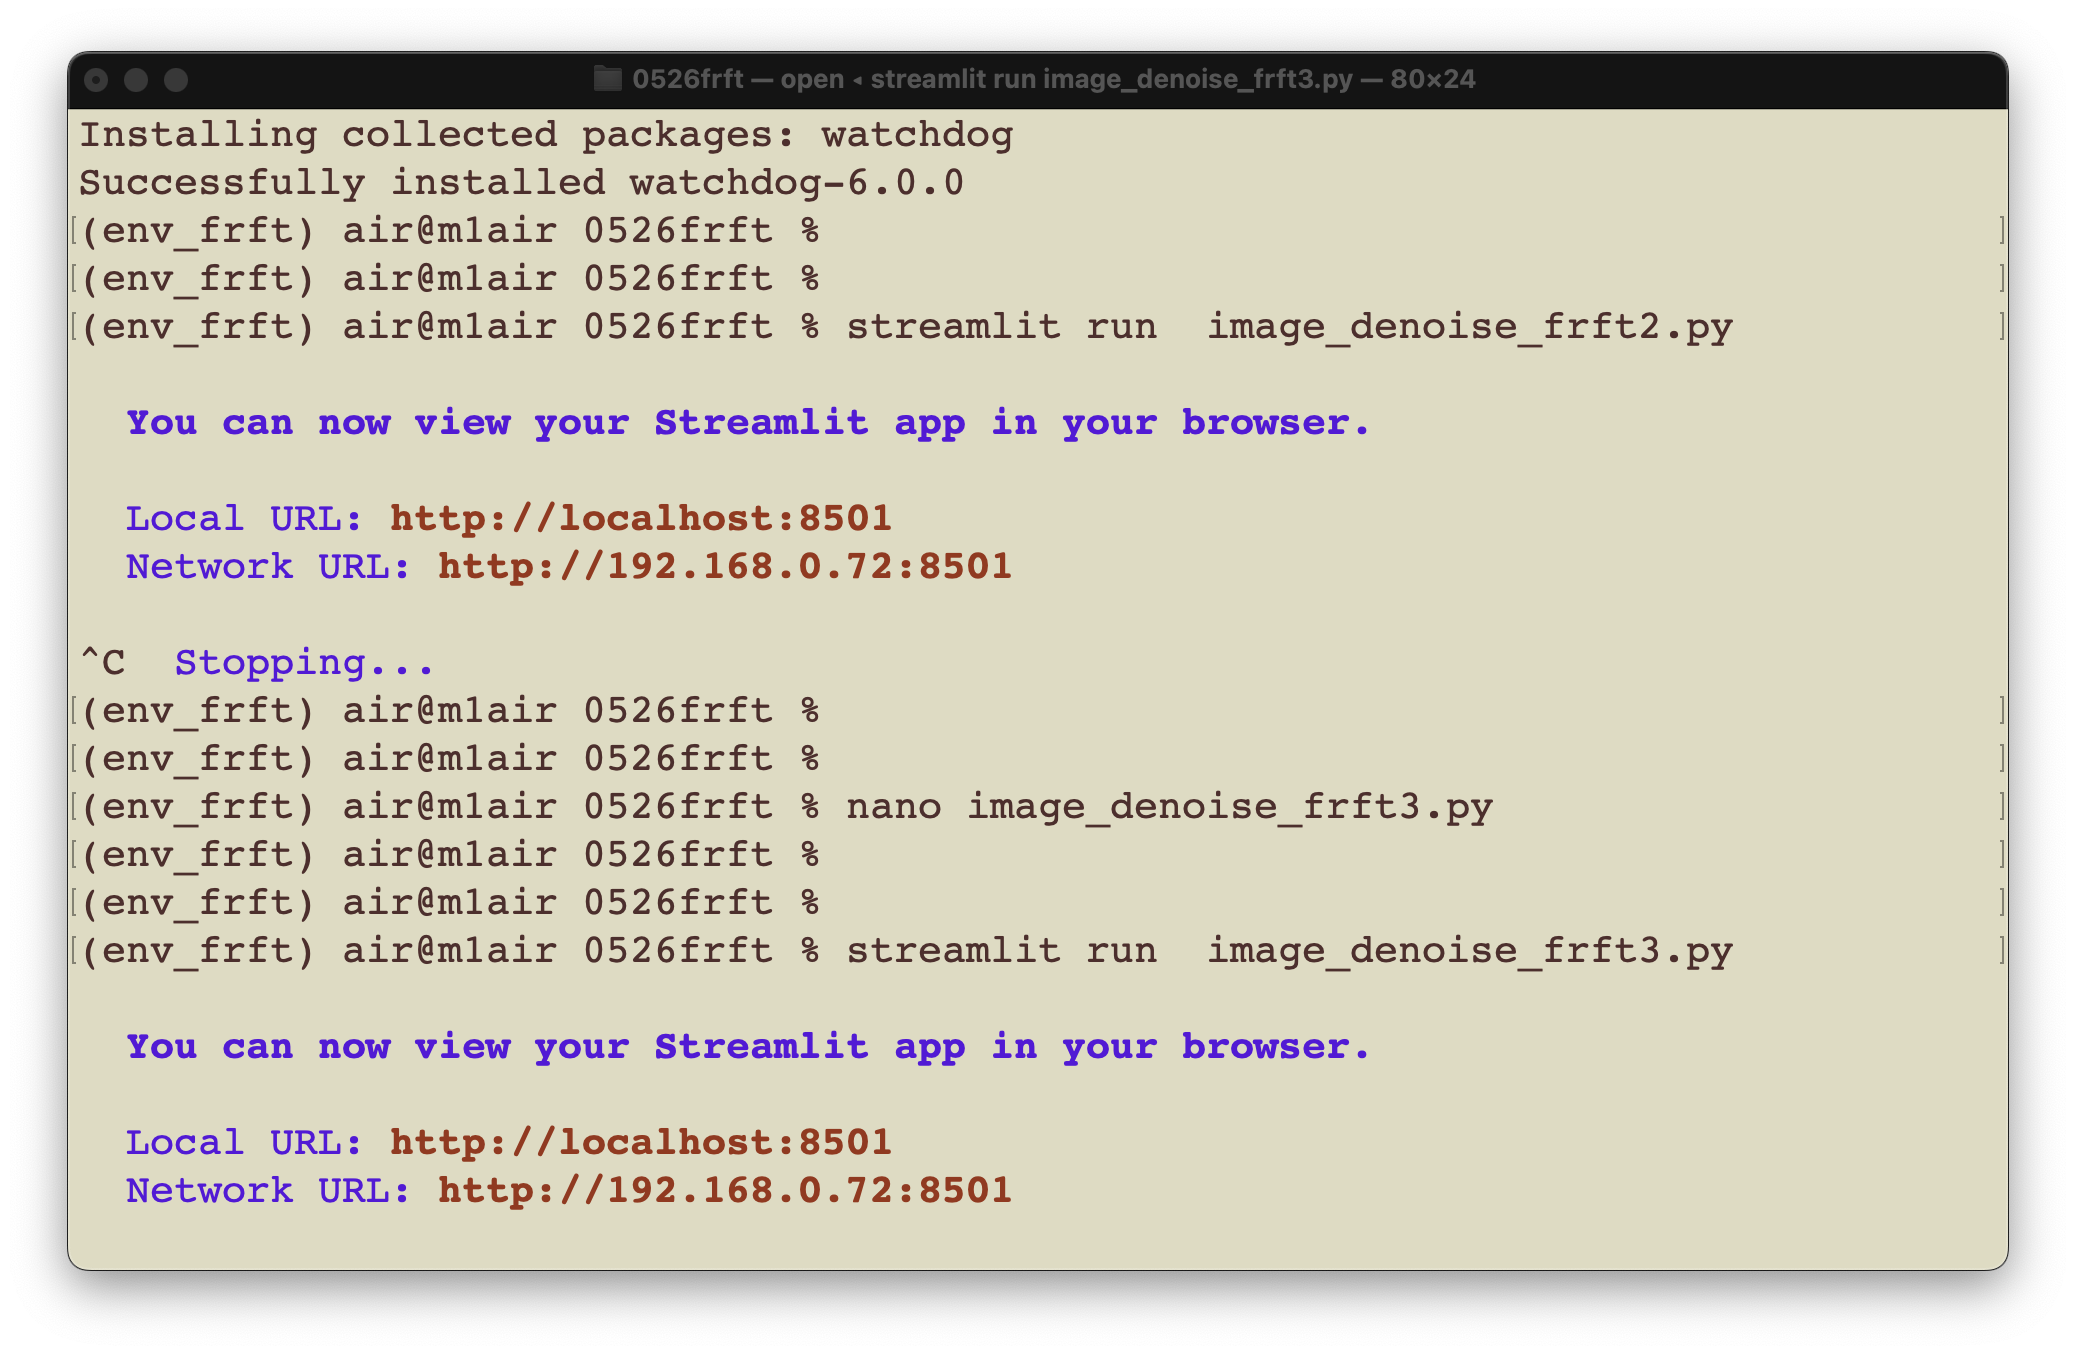 0526frft — open ◂ streamlit run image_denoise_frft3.py — 80×24
Installing collected packages: watchdog
Successfully installed watchdog-6.0.0
[(env_frft) air@m1air 0526frft % ]
[(env_frft) air@m1air 0526frft % ]
[(env_frft) air@m1air 0526frft % streamlit run  image_denoise_frft2.py ]
You can now view your Streamlit app in your browser.
Local URL: http://localhost:8501
Network URL: http://192.168.0.72:8501
^C  Stopping...
[(env_frft) air@m1air 0526frft % ]
[(env_frft) air@m1air 0526frft % ]
[(env_frft) air@m1air 0526frft % nano image_denoise_frft3.py ]
[(env_frft) air@m1air 0526frft % ]
[(env_frft) air@m1air 0526frft % ]
[(env_frft) air@m1air 0526frft % streamlit run  image_denoise_frft3.py ]
You can now view your Streamlit app in your browser.
Local URL: http://localhost:8501
Network URL: http://192.168.0.72:8501